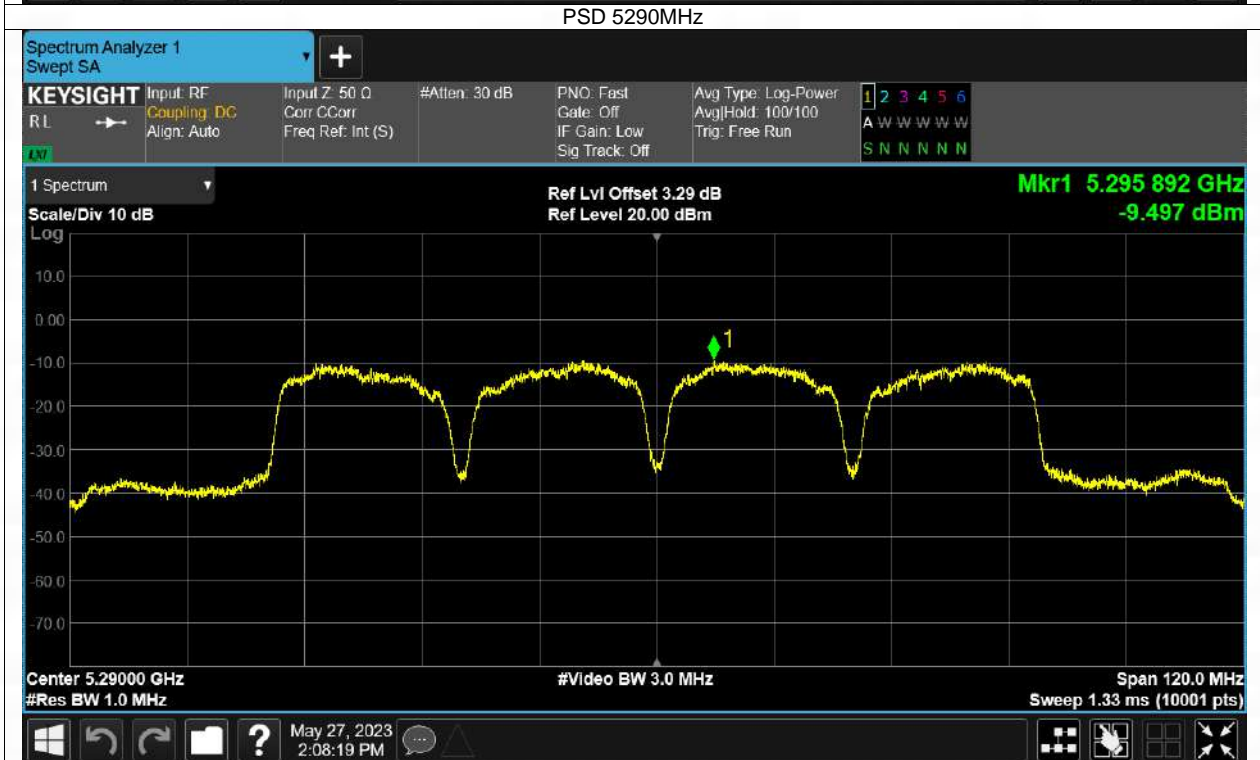 PSD 5290MHz
Spectrum Analyzer 1
Swept SA
KEYSIGHT
RL
LXI
Input: RF
Coupling: DC
Align: Auto
Input Z: 50 Ω
Corr CCorr
Freq Ref: Int (S)
#Atten: 30 dB
PNO: Fast
Gate: Off
IF Gain: Low
Sig Track: Off
Avg Type: Log-Power
Avg|Hold: 100/100
Trig: Free Run
1 2 3 4 5 6
A W W W W W
S N N N N N
1 Spectrum
Scale/Div 10 dB
Log
Ref Lvl Offset 3.29 dB
Ref Level 20.00 dBm
Mkr1 5.295 892 GHz
-9.497 dBm
10.0
0.00
1
-10.0
-20.0
-30.0
-40.0
-50.0
-60.0
-70.0
Center 5.29000 GHz
#Res BW 1.0 MHz
#Video BW 3.0 MHz
Span 120.0 MHz
Sweep 1.33 ms (10001 pts)
?
May 27, 2023
2:08:19 PM